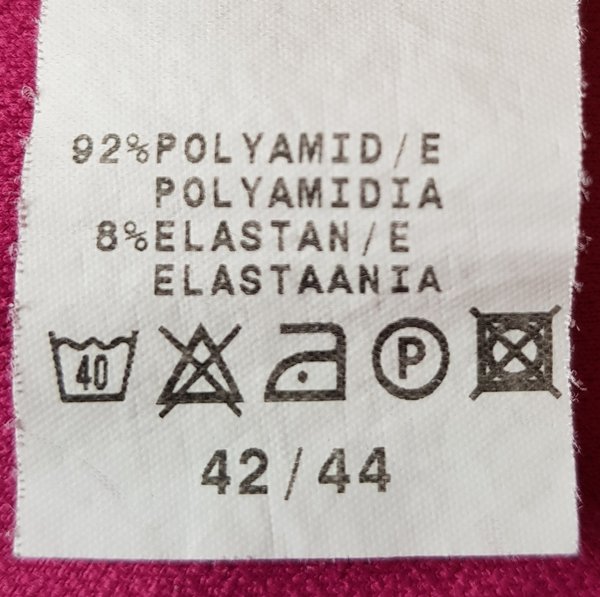 92%POLYAMID/E
POLYAMIDIA
8%ELASTAN/E
ELASTAANIA
40 P
42/44